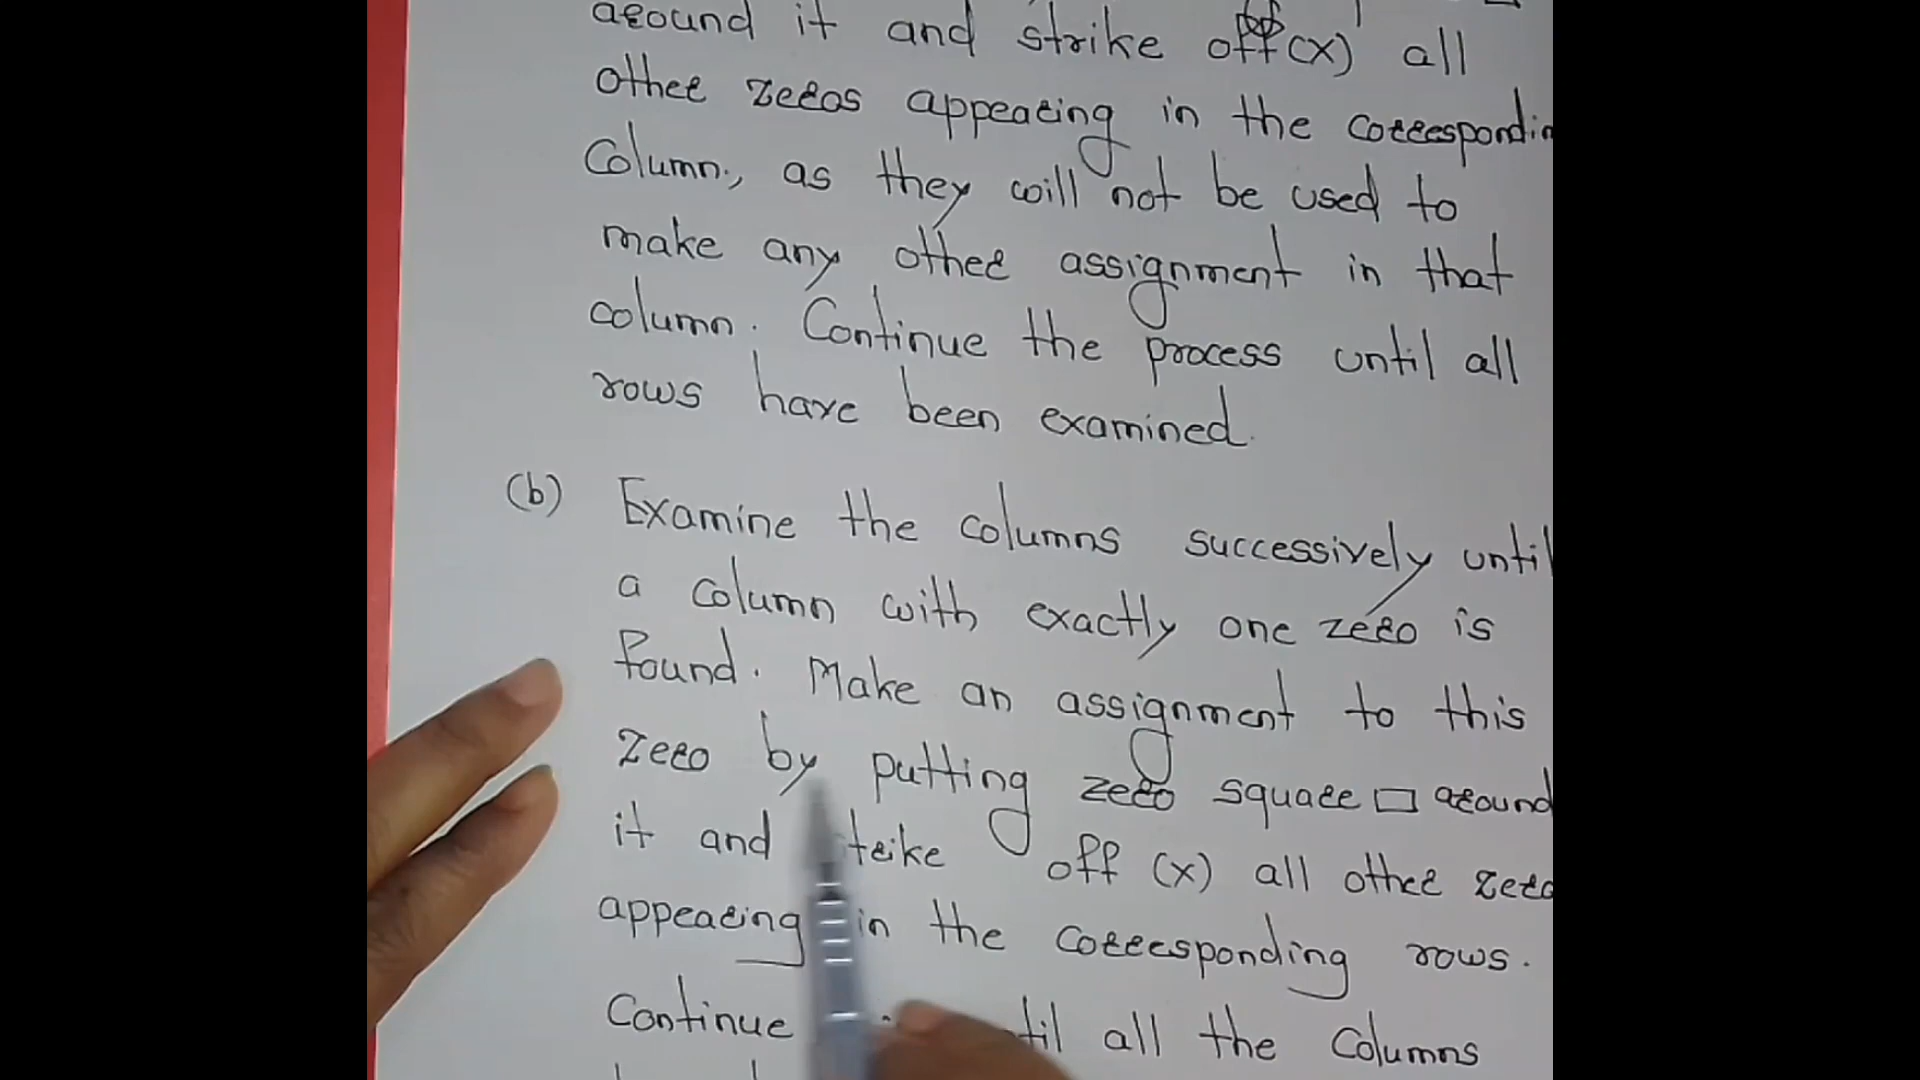 around it and strike off (x) all
other zeros appearing in the correspondin
Column., as they will not be used to
make any other assignment in that
column. Continue the process until all
rows have been examined.
(b) Examine the columns successively until
a column with exactly one zero is
found. Make an assignment to this
zero by putting zero square □ around
it and strike off (x) all other zero
appearing in the corresponding rows.
Continue all the Columns